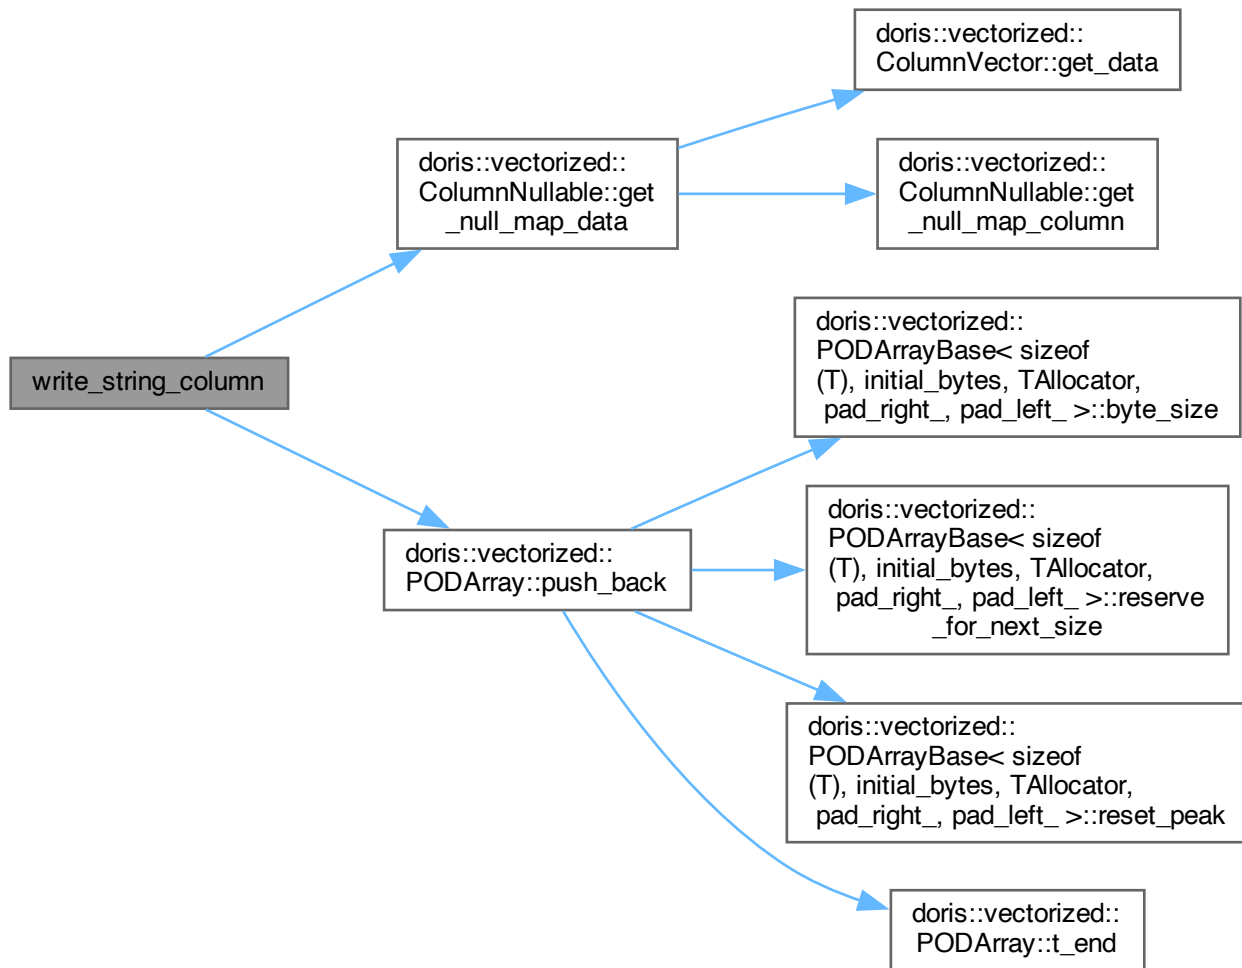 doris::vectorized::
ColumnVector::get_data
doris::vectorized::
ColumnNullable::get
_null_map_data
doris::vectorized::
ColumnNullable::get
_null_map_column
doris::vectorized::
PODArrayBase< sizeof
(T), initial_bytes, TAllocator,
pad_right_, pad_left_ >::byte_size
write_string_column
doris::vectorized::
PODArray::push_back
doris::vectorized::
PODArrayBase< sizeof
(T), initial_bytes, TAllocator,
pad_right_, pad_left_ >::reserve
_for_next_size
doris::vectorized::
PODArrayBase< sizeof
(T), initial_bytes, TAllocator,
pad_right_, pad_left_ >::reset_peak
doris::vectorized::
PODArray::t_end